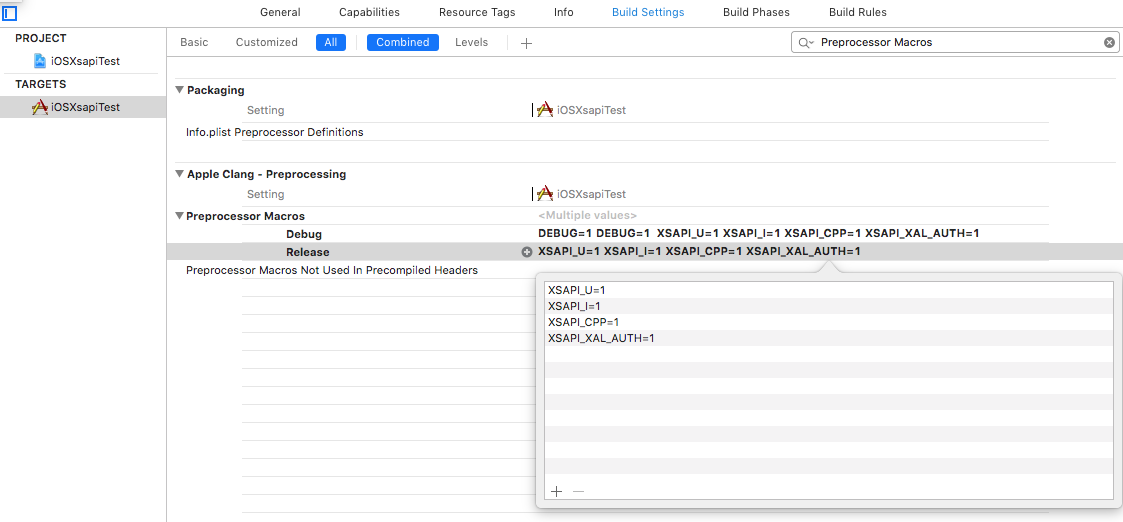 General Capabilities Resource Tags Info Build Settings Build Phases Build Rules
PROJECT
iOSXsapiTest
TARGETS
iOSXsapiTest
Basic Customized All Combined Levels + Preprocessor Macros
Packaging
Setting iOSXsapiTest
Info.plist Preprocessor Definitions
Apple Clang - Preprocessing
Setting iOSXsapiTest
Preprocessor Macros <Multiple values>
Debug DEBUG=1 DEBUG=1 XSAPI_U=1 XSAPI_I=1 XSAPI_CPP=1 XSAPI_XAL_AUTH=1
Release XSAPI_U=1 XSAPI_I=1 XSAPI_CPP=1 XSAPI_XAL_AUTH=1
Preprocessor Macros Not Used In Precompiled Headers
XSAPI_U=1
XSAPI_I=1
XSAPI_CPP=1
XSAPI_XAL_AUTH=1